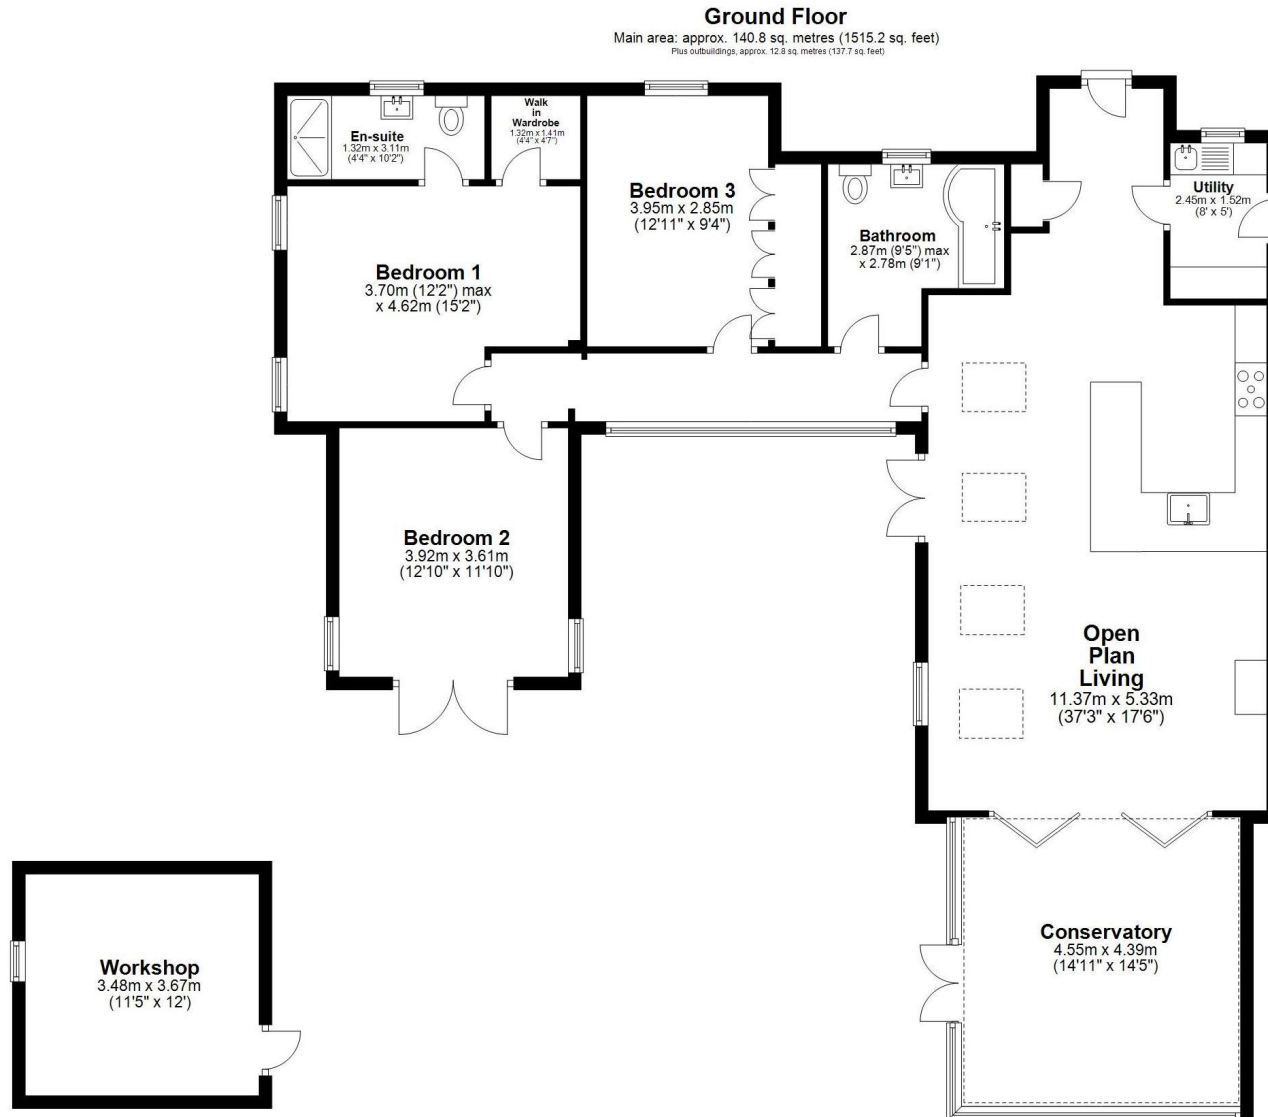 Ground Floor
Main area: approx. 140.8 sq. metres (1515.2 sq. feet)
Plus outbuildings, approx. 12.8 sq. metres (137.7 sq. feet)
En-suite
1.32m x 3.11m
(4'4" x 10'2")
Walk
in
Wardrobe
1.32m x 1.41m
(4'4" x 4'7")
Bedroom 3
3.95m x 2.85m
(12'11" x 9'4")
Utility
2.45m x 1.52m
(8' x 5')
Bathroom
2.87m (9'5") max
x 2.78m (9'1")
Bedroom 1
3.70m (12'2") max
x 4.62m (15'2")
Bedroom 2
3.92m x 3.61m
(12'10" x 11'10")
Open
Plan
Living
11.37m x 5.33m
(37'3" x 17'6")
Conservatory
4.55m x 4.39m
(14'11" x 14'5")
Workshop
3.48m x 3.67m
(11'5" x 12')